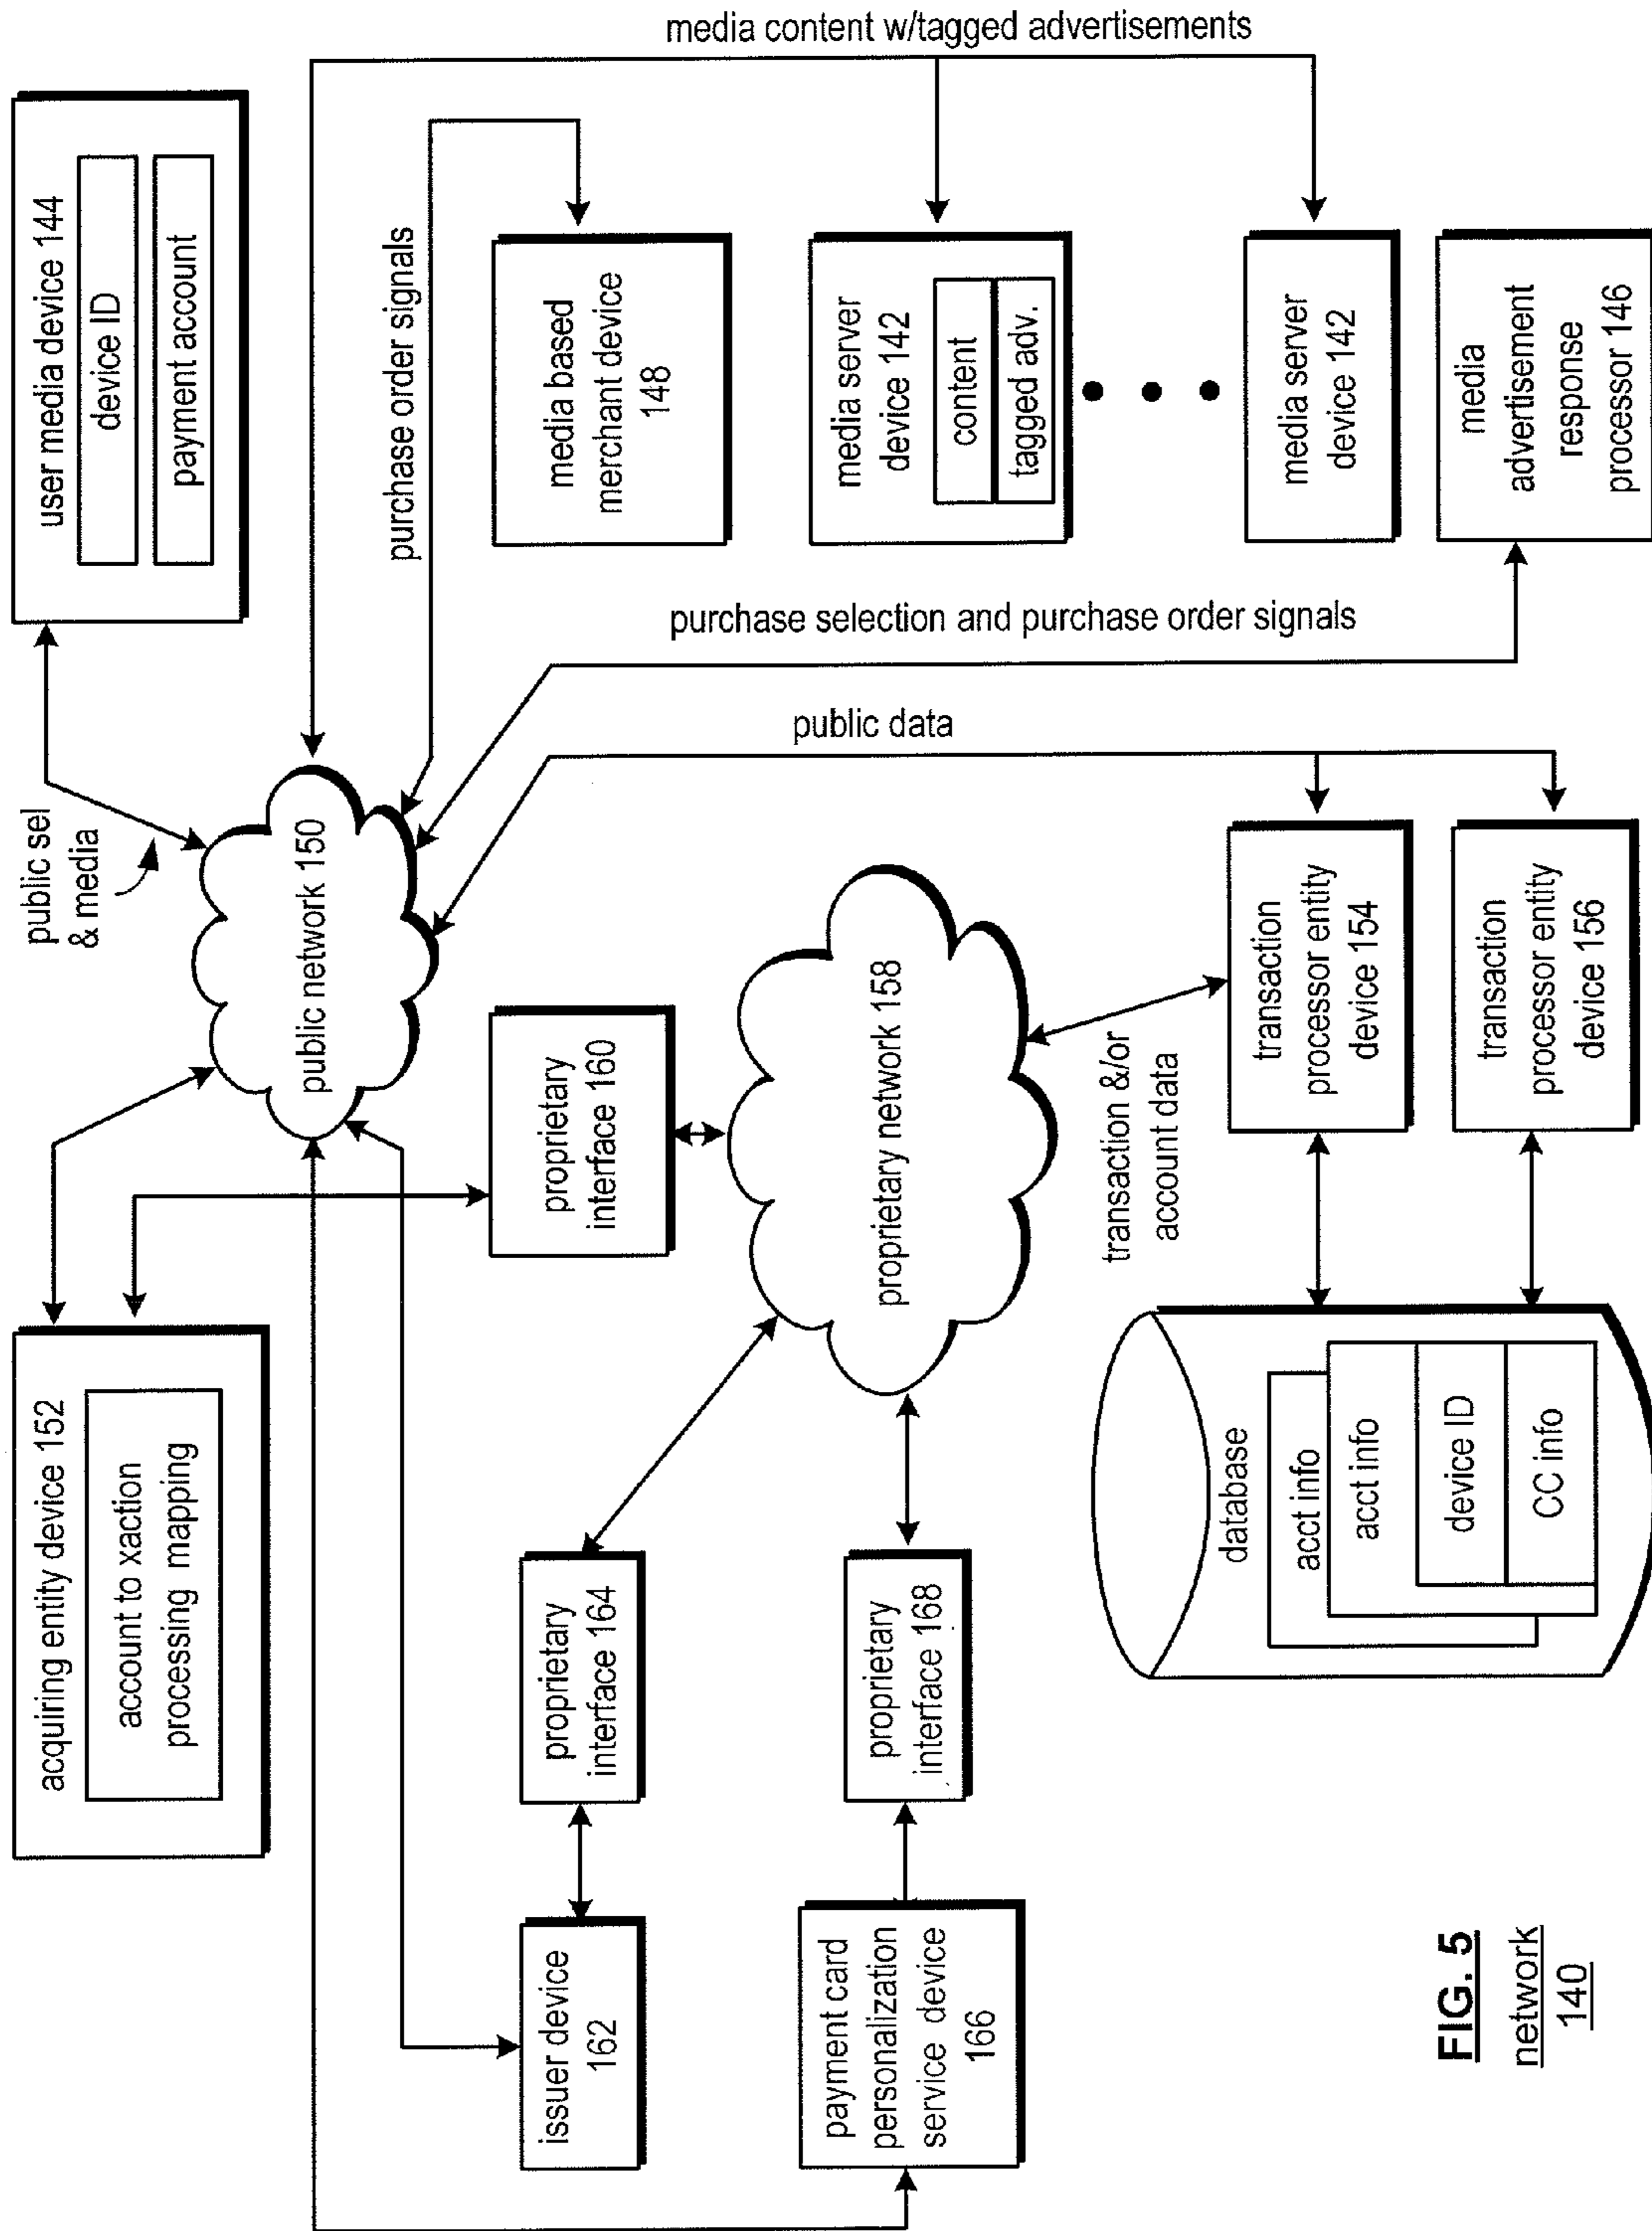 acquiring entity device 152
account to xaction
processing mapping
public sel
& media
user media device 144
device ID
payment account
public network 150
purchase order signals
media content w/tagged advertisements
issuer device
162
proprietary
interface 164
proprietary
interface 160
media based
merchant device
148
payment card
personalization
service device
166
proprietary
interface 168
proprietary network 158
public data
purchase selection and purchase order signals
media server
device 142
content
tagged adv.
transaction &/or
account data
database
acct info
acct info
device ID
CC info
transaction
processor entity
device 154
transaction
processor entity
device 156
media server
device 142
media
advertisement
response
processor 146
FIG. 5
network
140